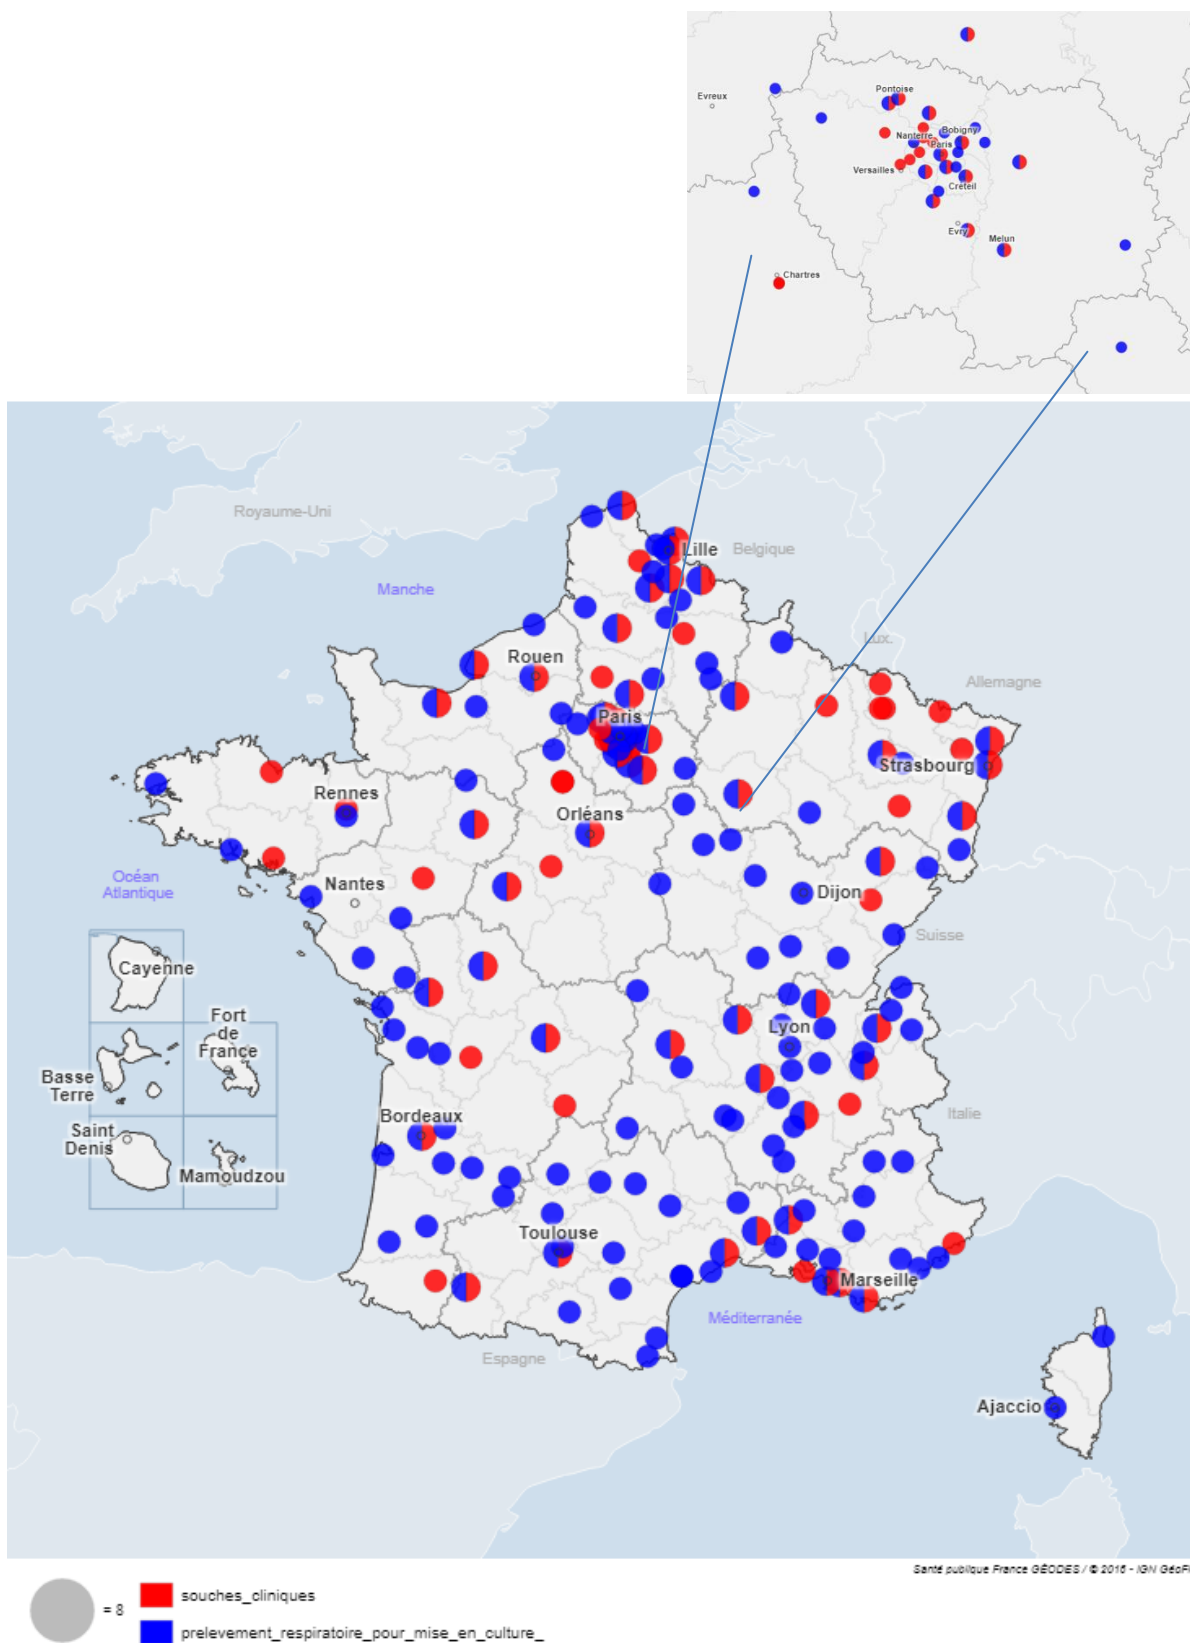 Pontoise
Evreux
Bobigny
Nanterre
Paris
Versailles
Creteil
Evry
Melun
Chartres
Royaume-Uni
Lille
Belgique
Manche
Lux.
Rouen
Allemagne
Paris
Strasbourg
Rennes
Orléans
Océan
Atlantique
Nantes
Dijon
Suisse
Cayenne
Fort
de
France
Lyon
Basse
Terre
Bordeaux
Italie
Saint
Denis
Mamoudzou
Toulouse
Marseille
Méditerranée
Espagne
Ajaccio
Santé publique France GÉODES / © 2016 - IGN GéoF
= 8
souches_cliniques
prelevement_respiratoire_pour_mise_en_culture_